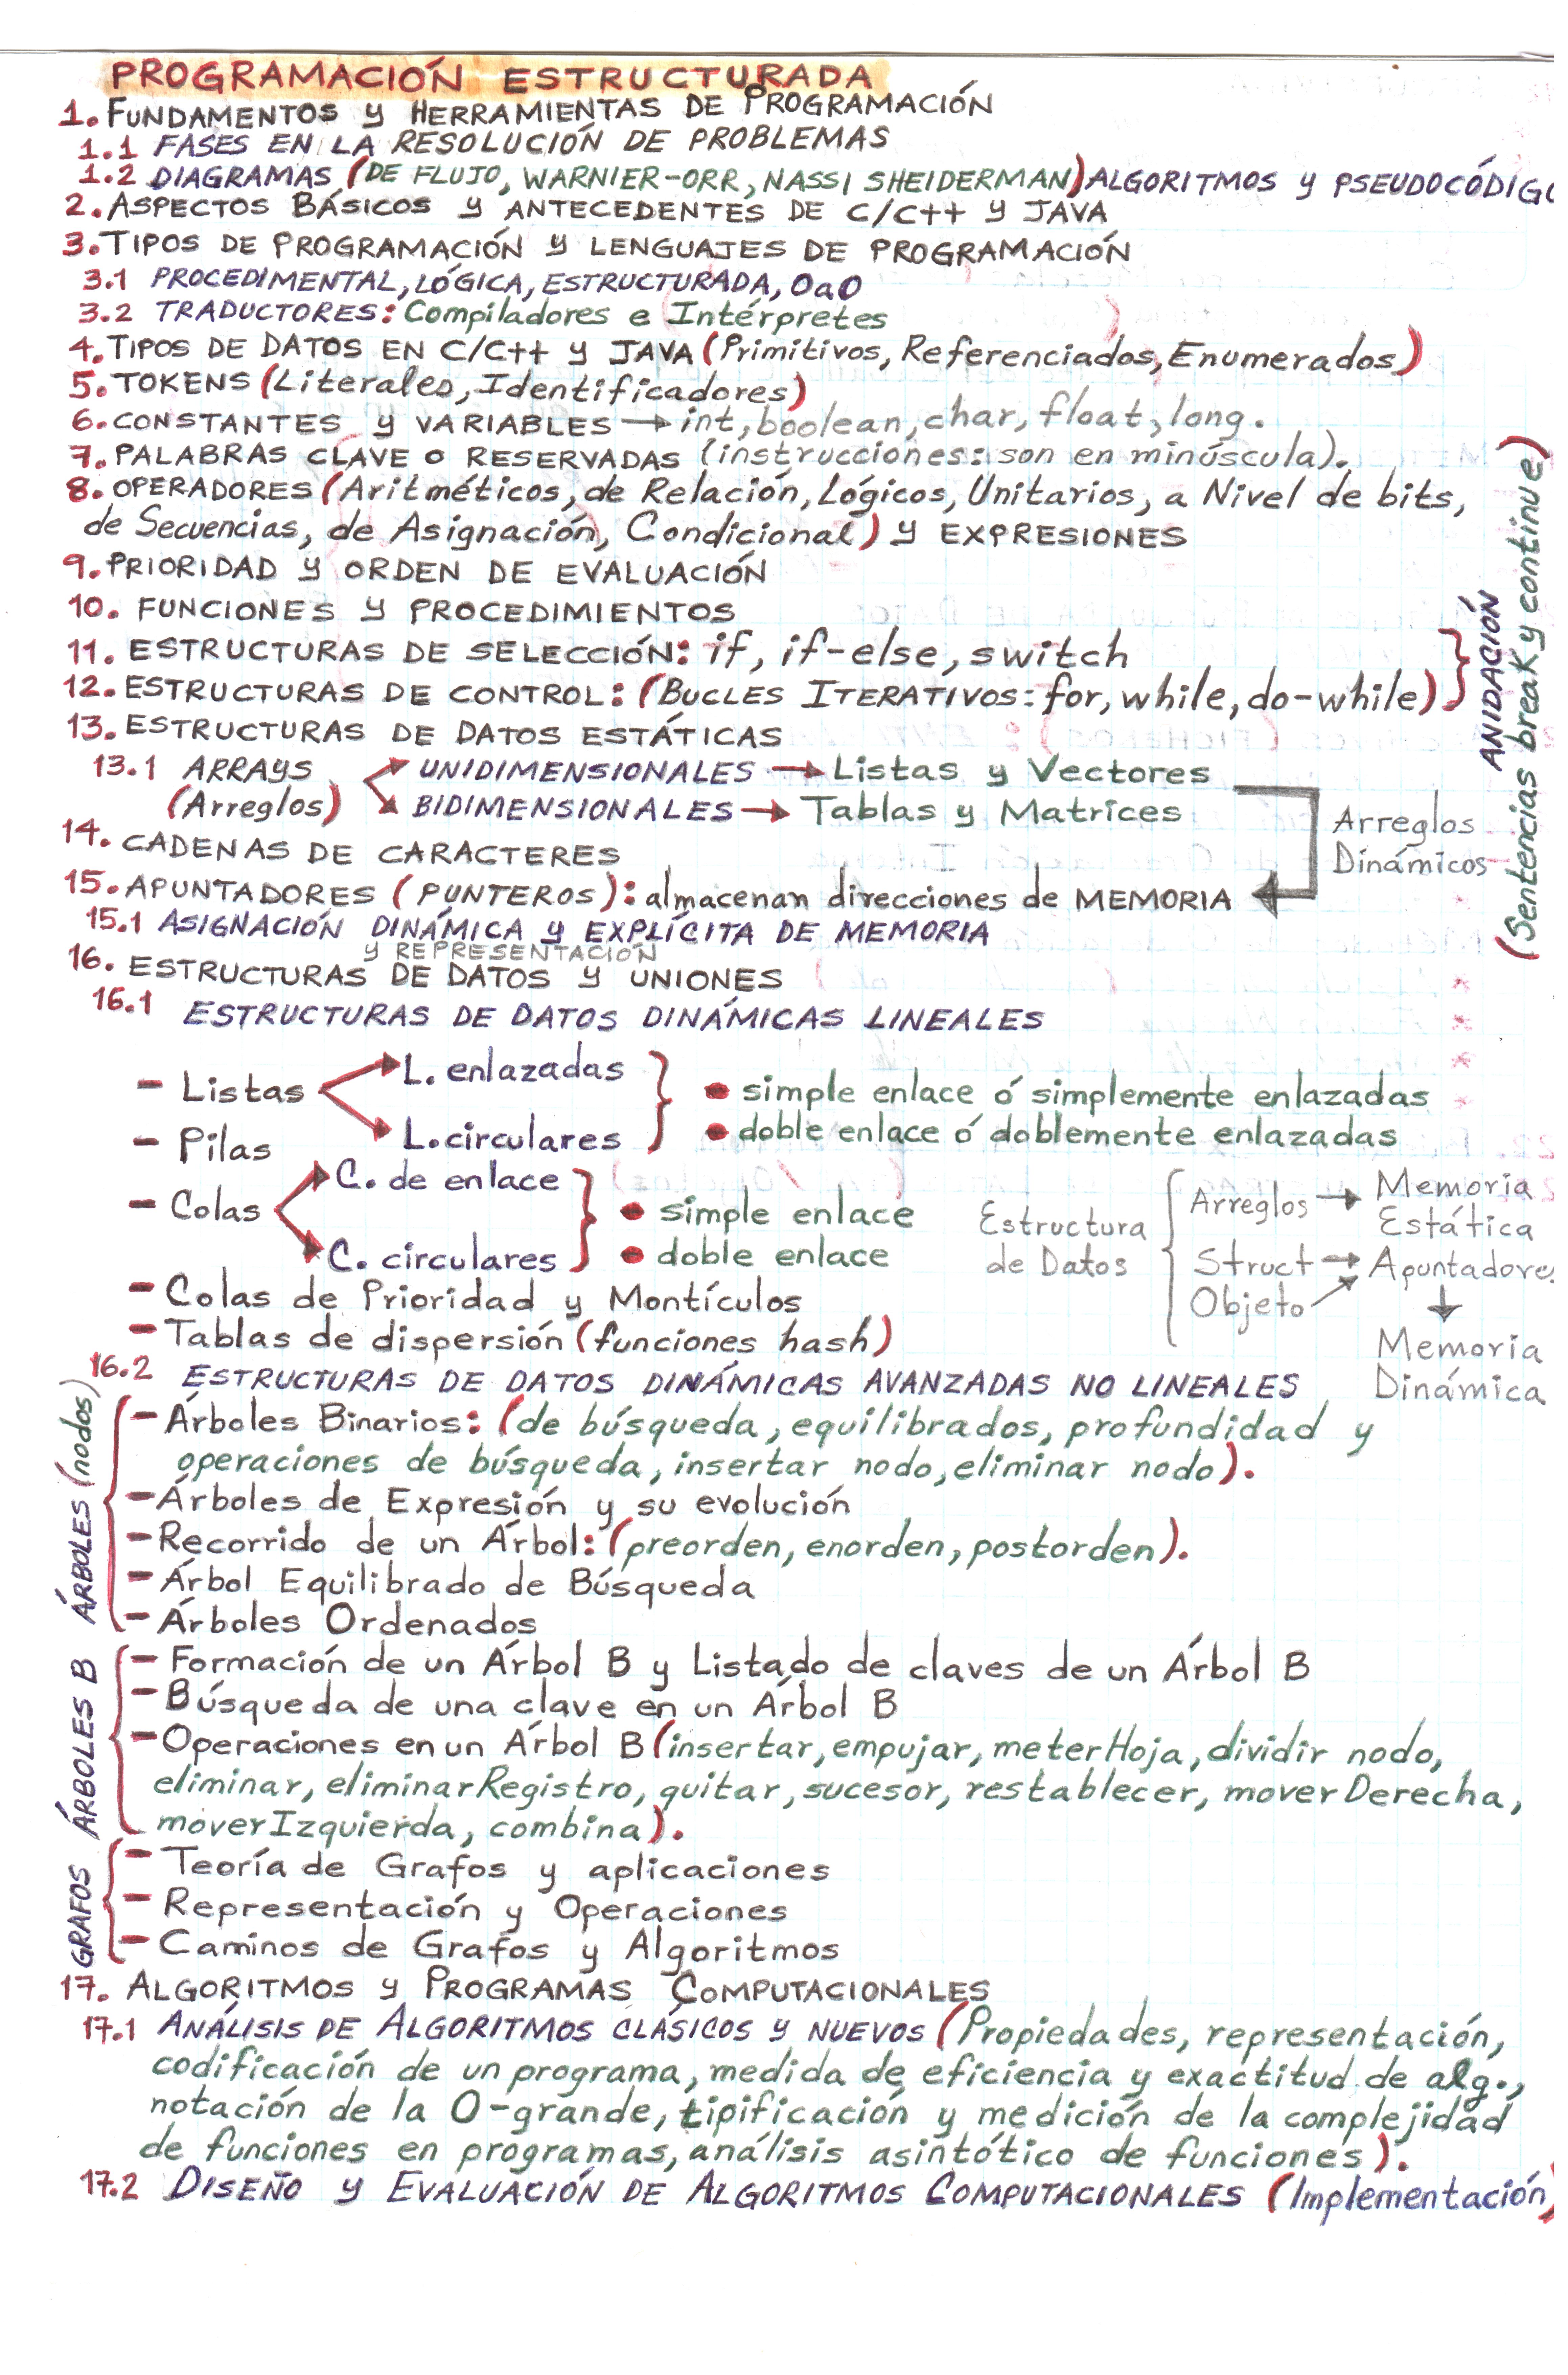 PROGRAMACIÓN ESTRUCTURADA
1. FUNDAMENTOS y HERRAMIENTAS DE PROGRAMACIÓN
1.1 FASES EN LA RESOLUCIÓN DE PROBLEMAS
1.2 DIAGRAMAS (DE FLUJO, WARNIER-ORR, NASSI SHEIDERMAN) ALGORITMOS y PSEUDOCÓDIGO
2. ASPECTOS BÁSICOS y ANTECEDENTES DE C/C++ y JAVA
3. TIPOS DE PROGRAMACIÓN y LENGUAJES DE PROGRAMACIÓN
3.1 PROCEDIMENTAL, LÓGICA, ESTRUCTURADA, OaO
3.2 TRADUCTORES: Compiladores e Intérpretes
4. TIPOS DE DATOS EN C/C++ y JAVA (Primitivos, Referenciados, Enumerados)
5. TOKENS (Literales, Identificadores)
6. CONSTANTES y VARIABLES → int, boolean, char, float, long.
7. PALABRAS CLAVE o RESERVADAS (instrucciones: son en minúscula).
8. OPERADORES (Aritméticos, de Relación, Lógicos, Unitarios, a Nivel de bits,
de Secuencias, de Asignación, Condicional) y EXPRESIONES
9. PRIORIDAD y ORDEN DE EVALUACIÓN
10. FUNCIONES y PROCEDIMIENTOS
11. ESTRUCTURAS DE SELECCIÓN: if, if-else, switch
12. ESTRUCTURAS DE CONTROL: (BUCLES ITERATIVOS: for, while, do-while)
ANIDACIÓN
(Sentencias break y continue)
13. ESTRUCTURAS DE DATOS ESTÁTICAS
13.1 ARRAYS
(Arreglos)
UNIDIMENSIONALES → Listas y Vectores
BIDIMENSIONALES → Tablas y Matrices
Arreglos
Dinámicos
14. CADENAS DE CARACTERES
15. APUNTADORES (PUNTEROS): almacenan direcciones de MEMORIA
15.1 ASIGNACIÓN DINÁMICA y EXPLÍCITA DE MEMORIA
y REPRESENTACIÓN
16. ESTRUCTURAS DE DATOS y UNIONES
16.1 ESTRUCTURAS DE DATOS DINÁMICAS LINEALES
- Listas
L. enlazadas
L. circulares
• simple enlace ó simplemente enlazadas
• doble enlace ó doblemente enlazadas
- Pilas
- Colas
C. de enlace
C. circulares
• simple enlace
• doble enlace
Estructura
de Datos
Arreglos → Memoria
Estática
Struct → Apuntadores
Objeto
Memoria
Dinámica
- Colas de Prioridad y Montículos
- Tablas de dispersión (funciones hash)
16.2 ESTRUCTURAS DE DATOS DINÁMICAS AVANZADAS NO LINEALES
ÁRBOLES (nodos)
- Árboles Binarios: (de búsqueda, equilibrados, profundidad y
operaciones de búsqueda, insertar nodo, eliminar nodo).
- Árboles de Expresión y su evolución
- Recorrido de un Árbol: (preorden, enorden, postorden).
- Árbol Equilibrado de Búsqueda
- Árboles Ordenados
ÁRBOLES B
- Formación de un Árbol B y Listado de claves de un Árbol B
- Búsqueda de una clave en un Árbol B
- Operaciones en un Árbol B (insertar, empujar, meterHoja, dividir nodo,
eliminar, eliminarRegistro, quitar, sucesor, restablecer, moverDerecha,
moverIzquierda, combina).
GRAFOS
- Teoría de Grafos y aplicaciones
- Representación y Operaciones
- Caminos de Grafos y Algoritmos
17. ALGORITMOS y PROGRAMAS COMPUTACIONALES
17.1 ANÁLISIS DE ALGORITMOS CLÁSICOS y NUEVOS (Propiedades, representación,
codificación de un programa, medida de eficiencia y exactitud de alg.,
notación de la O-grande, tipificación y medición de la complejidad
de funciones en programas, análisis asintótico de funciones).
17.2 DISEÑO y EVALUACIÓN DE ALGORITMOS COMPUTACIONALES (Implementación)